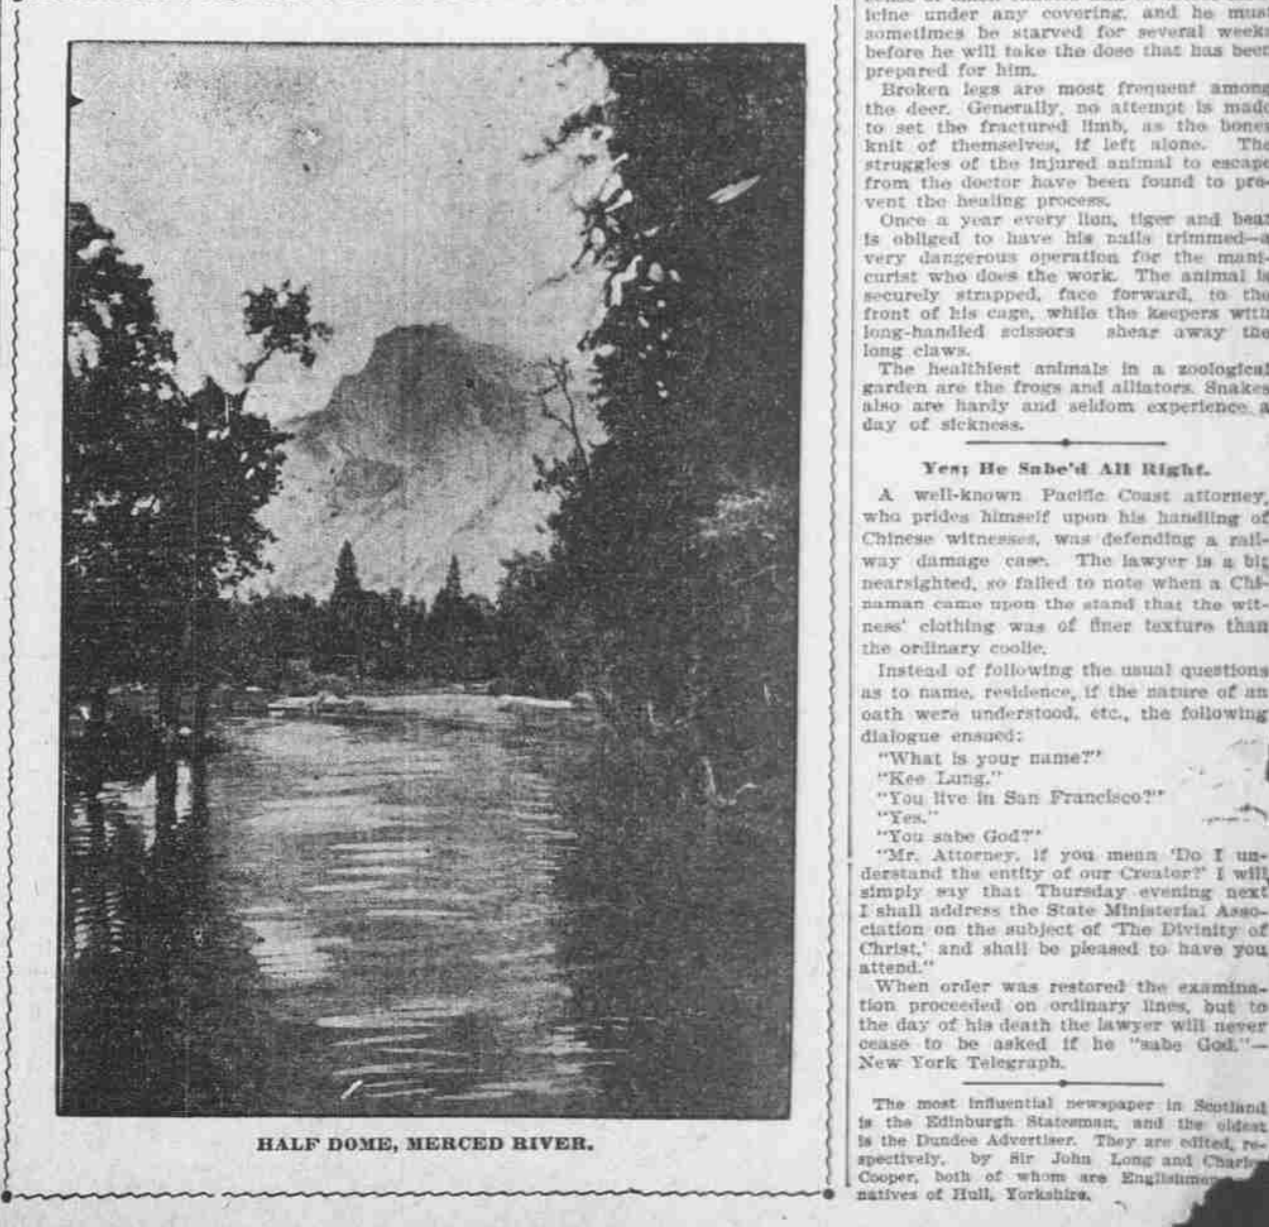 HALF DOME, MERCED RIVER.
icine under any covering, and he must
sometimes be starved for several weeks
before he will take the dose that has been
prepared for him.
Broken legs are most frequent among
the deer. Generally, no attempt is made
to set the fractured limb, as the bones
knit of themselves, if left alone. The
struggles of the injured animal to escape
from the doctor have been found to pre-
vent the healing process.
Once a year every lion, tiger and bear
is obliged to have his nails trimmed—a
very dangerous operation for the mani-
curist who does the work. The animal is
securely strapped, face forward, to the
front of his cage, while the keepers with
long-handled scissors shear away the
long claws.
The healthiest animals in a zoological
garden are the frogs and alliators. Snakes
also are hardy and seldom experience a
day of sickness.
Yes; He Sabe'd All Right.
A well-known Pacific Coast attorney,
who prides himself upon his handling of
Chinese witnesses, was defending a rail-
way damage case. The lawyer is a bit
nearsighted, so failed to note when a Chi-
naman came upon the stand that the wit-
ness' clothing was of finer texture than
the ordinary coolie.
Instead of following the usual questions
as to name, residence, if the nature of an
oath were understood, etc., the following
dialogue ensued:
"What is your name?"
"Kee Lung."
"You live in San Francisco?"
"Yes."
"You sabe God?"
"Mr. Attorney, if you mean 'Do I un-
derstand the entity of our Creator?' I will
simply say that Thursday evening next
I shall address the State Ministerial Asso-
ciation on the subject of 'The Divinity of
Christ,' and shall be pleased to have you
attend."
When order was restored the examina-
tion proceeded on ordinary lines, but to
the day of his death the lawyer will never
cease to be asked if he "sabe God."—
New York Telegraph.
The most influential newspaper in Scotland
is the Edinburgh Statesman, and the oldest
is the Dundee Advertiser. They are edited, re-
spectively, by Sir John Long and
Cooper, both of whom are
natives of Hull, Yorkshire.